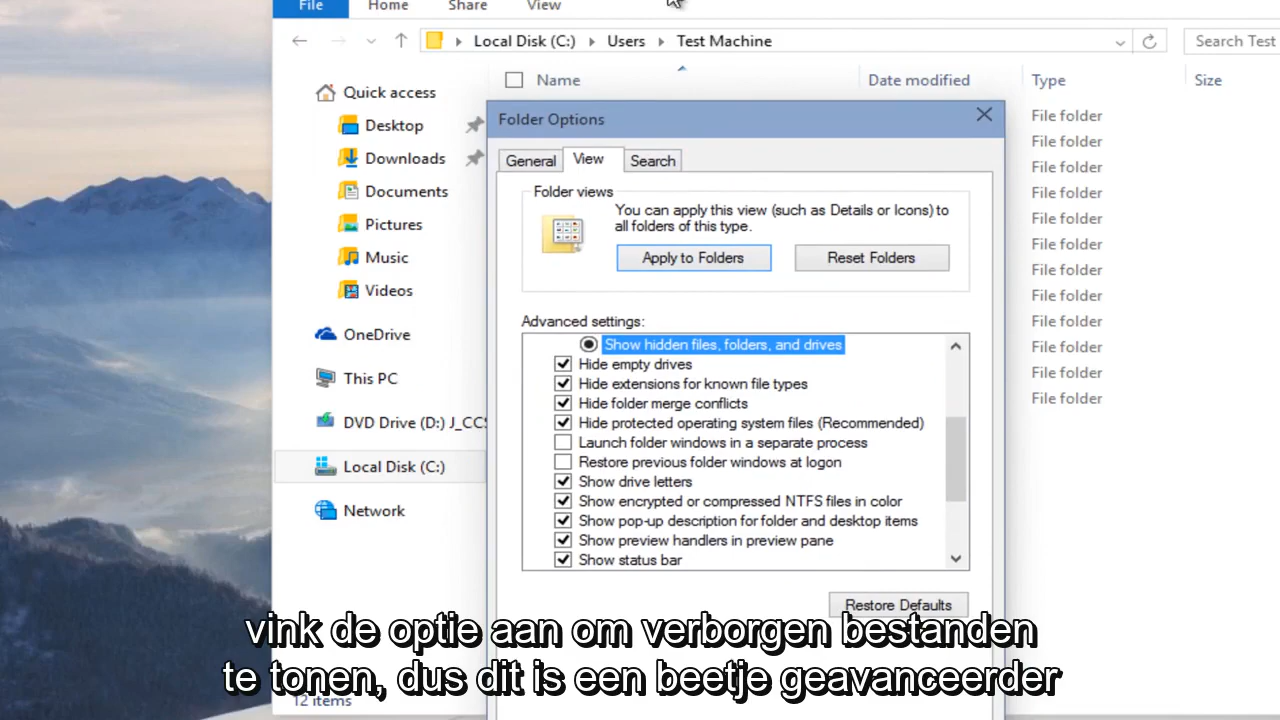 File Home Share View
Local Disk (C:) Users Test Machine Search Test
Name Date modified Type Size
Quick access
Desktop
Downloads
Documents
Pictures
Music
Videos
OneDrive
This PC
DVD Drive (D:) J_CCS
Local Disk (C:)
Network
12 items
File folder
File folder
File folder
File folder
File folder
File folder
File folder
File folder
File folder
File folder
File folder
File folder
Folder Options
General View Search
Folder views
You can apply this view (such as Details or Icons) to
all folders of this type.
Apply to Folders Reset Folders
Advanced settings:
Show hidden files, folders, and drives
Hide empty drives
Hide extensions for known file types
Hide folder merge conflicts
Hide protected operating system files (Recommended)
Launch folder windows in a separate process
Restore previous folder windows at logon
Show drive letters
Show encrypted or compressed NTFS files in color
Show pop-up description for folder and desktop items
Show preview handlers in preview pane
Show status bar
Restore Defaults
vink de optie aan om verborgen bestanden
te tonen, dus dit is een beetje geavanceerder